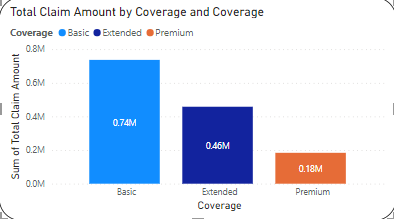 Total Claim Amount by Coverage and Coverage
Coverage Basic Extended Premium
Sum of Total Claim Amount
0.8M
0.6M
0.4M
0.2M
0.0M
0.74M
0.46M
0.18M
Basic Extended Premium
Coverage